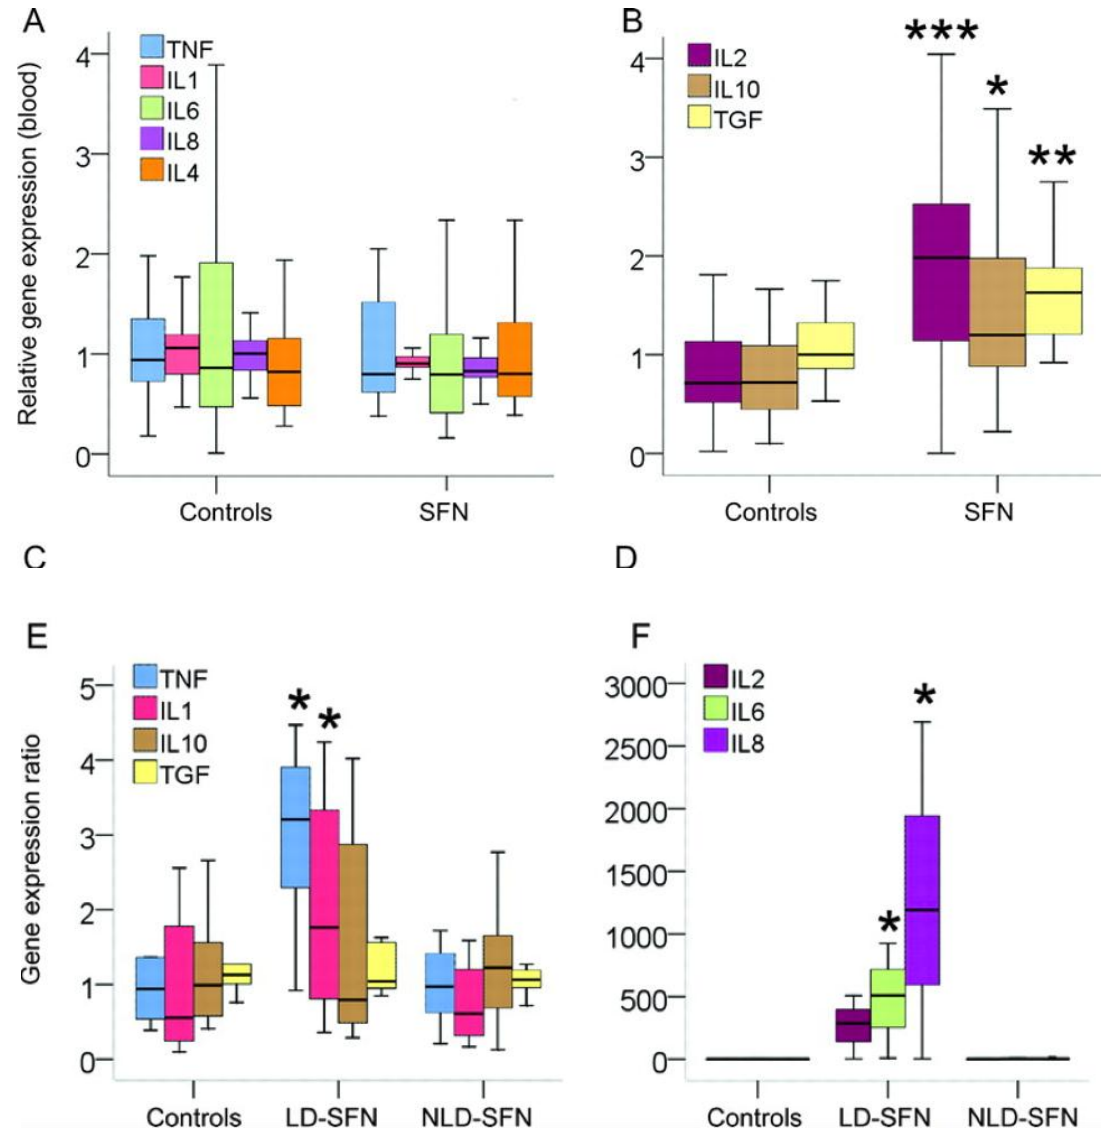 A
Relative gene expression (blood)
TNF
IL1
IL6
IL8
IL4
4
3
2
1
0
Controls SFN
B
IL2
IL10
TGF
4
3
2
1
0
***
*
**
Controls SFN
C D
E
Gene expression ratio
TNF
IL1
IL10
TGF
5
4
3
2
1
0
*
*
Controls LD-SFN NLD-SFN
F
IL2
IL6
IL8
3000
2500
2000
1500
1000
500
0
*
*
Controls LD-SFN NLD-SFN